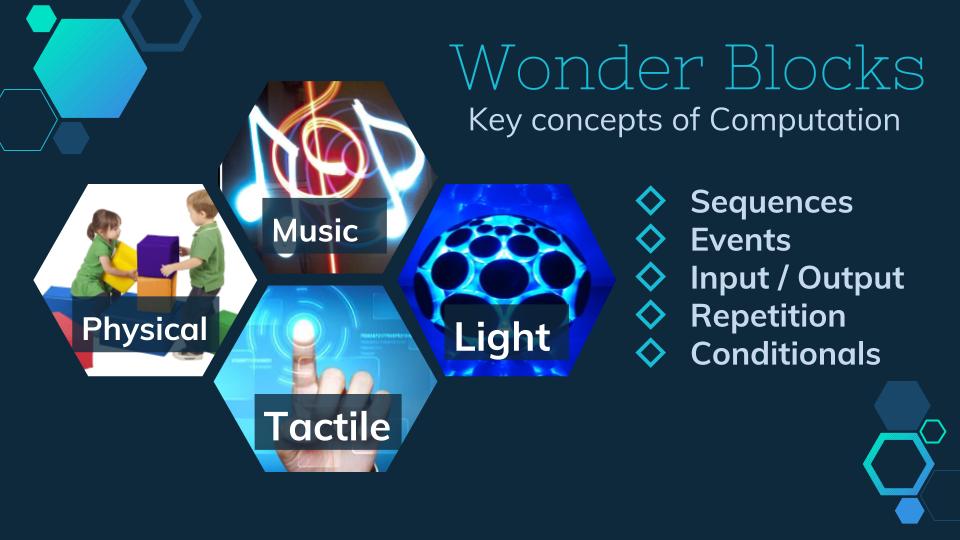 Wonder Blocks
Key concepts of Computation
Music
Physical
Light
Tactile
Sequences
Events
Input / Output
Repetition
Conditionals